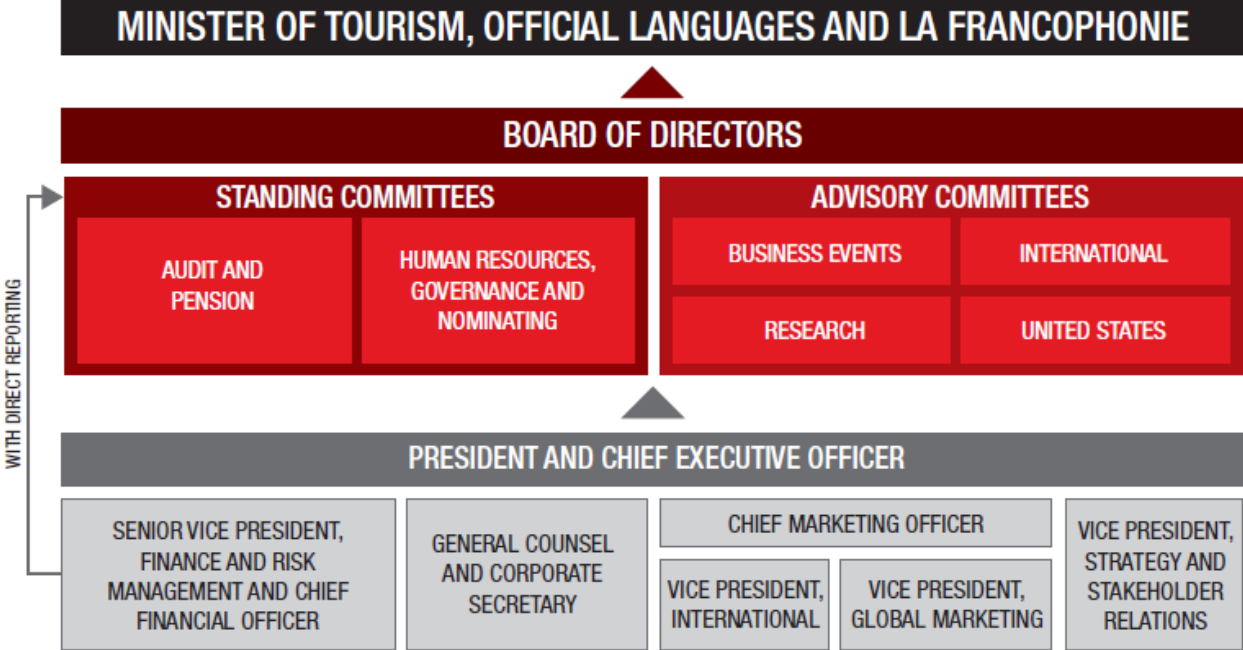 MINISTER OF TOURISM, OFFICIAL LANGUAGES AND LA FRANCOPHONIE
BOARD OF DIRECTORS
STANDING COMMITTEES
AUDIT AND
PENSION
HUMAN RESOURCES,
GOVERNANCE AND
NOMINATING
ADVISORY COMMITTEES
BUSINESS EVENTS
INTERNATIONAL
RESEARCH
UNITED STATES
WITH DIRECT REPORTING
PRESIDENT AND CHIEF EXECUTIVE OFFICER
SENIOR VICE PRESIDENT,
FINANCE AND RISK
MANAGEMENT AND CHIEF
FINANCIAL OFFICER
GENERAL COUNSEL
AND CORPORATE
SECRETARY
CHIEF MARKETING OFFICER
VICE PRESIDENT,
INTERNATIONAL
VICE PRESIDENT,
GLOBAL MARKETING
VICE PRESIDENT,
STRATEGY AND
STAKEHOLDER
RELATIONS